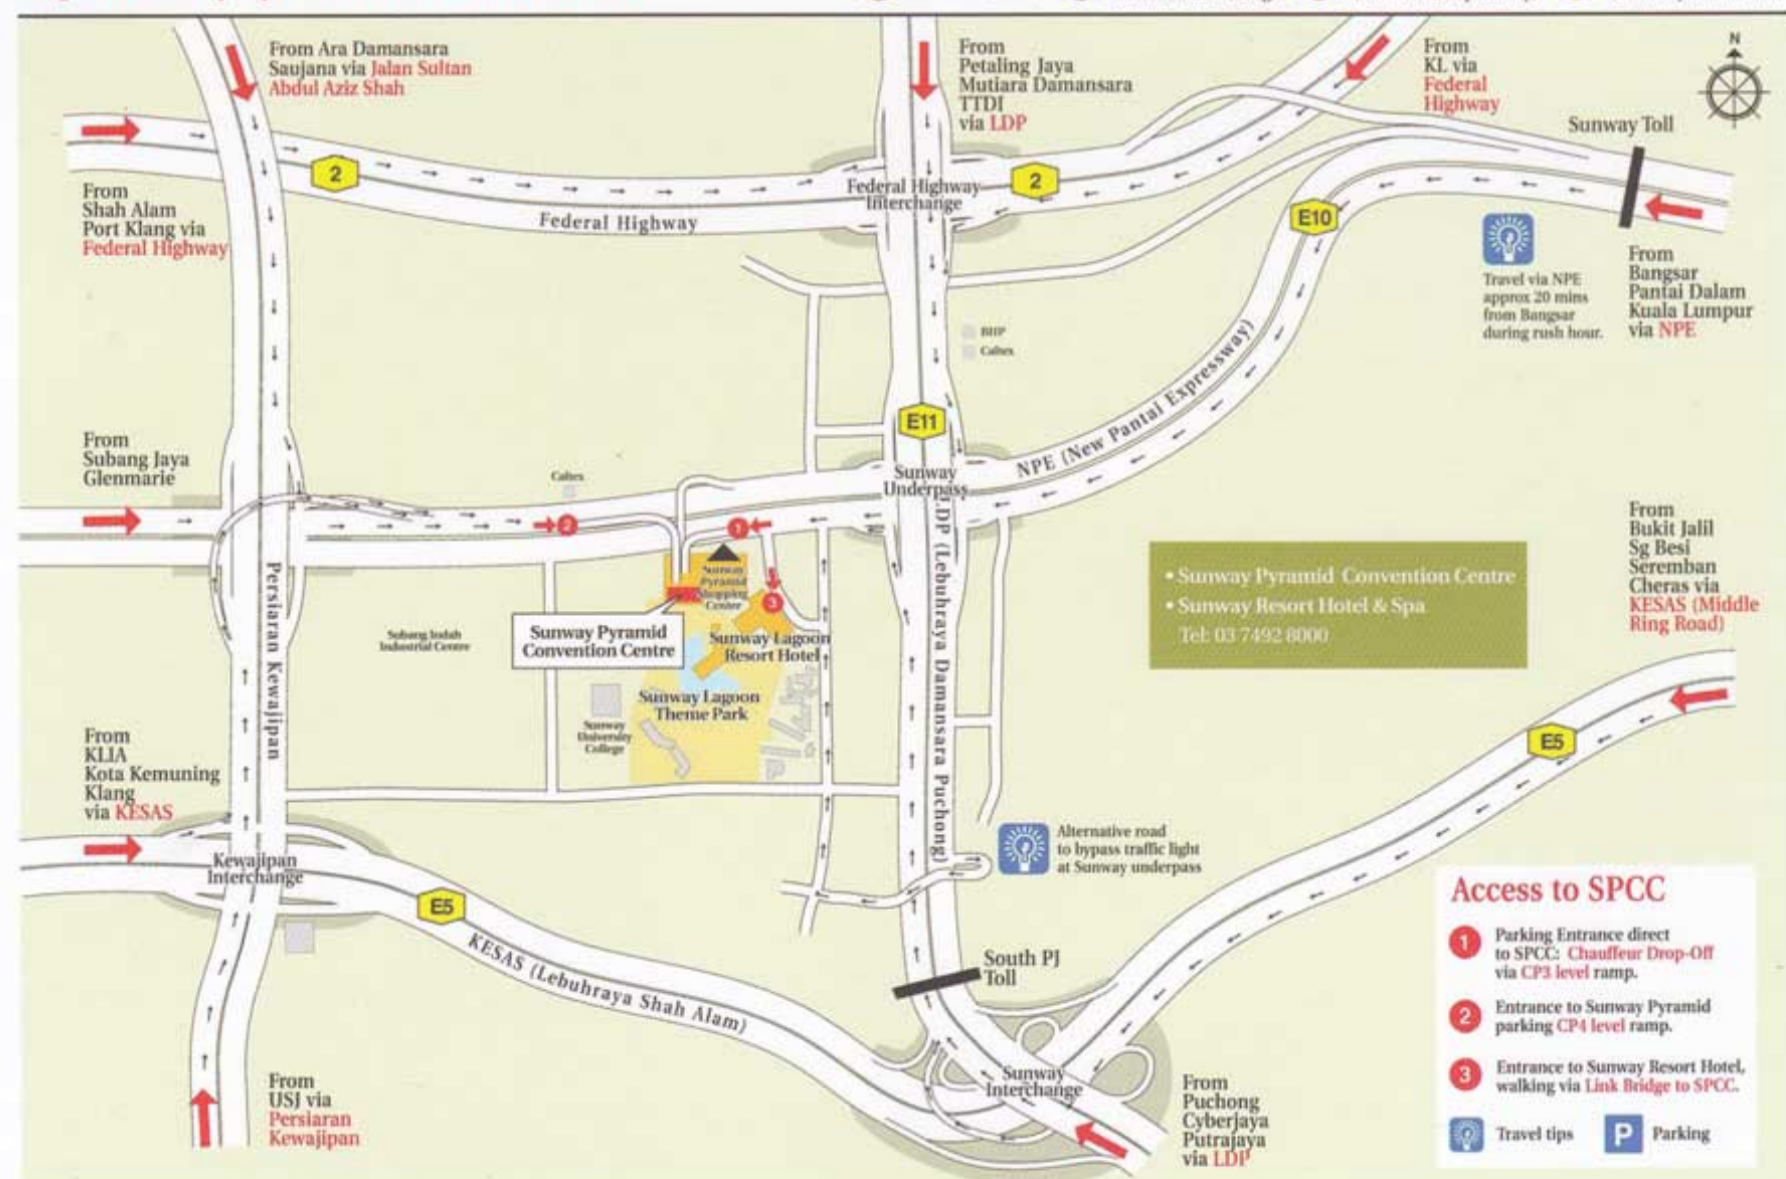 From Ara Damansara
Saujana via Jalan Sultan
Abdul Aziz Shah
From
Petaling Jaya
Mutiara Damansara
TTDI
via LDP
From
KL via
Federal
Highway
N
Sunway Toll
2
From
Shah Alam
Port Klang via
Federal Highway
Federal Highway
Federal Highway
Interchange
2
E10
Travel via NPE
approx 20 mins
from Bangsar
during rush hour.
From
Bangsar
Pantai Dalam
Kuala Lumpur
via NPE
BHP
Caltex
E11
NPE (New Pantai Expressway)
From
Subang Jaya
Glenmarie
Caltex
Sunway
Underpass
2
1
3
Sunway
Pyramid
Shopping
Center
Sunway Pyramid
Convention Centre
Sunway Lagoon
Resort Hotel
Sunway Lagoon
Theme Park
Sunway
University
College
Subang Indah
Industrial Centre
Persiaran Kewajipan
LDP (Lebuhraya Damansara Puchong)
• Sunway Pyramid Convention Centre
• Sunway Resort Hotel & Spa
Tel: 03 7492 8000
From
Bukit Jalil
Sg Besi
Seremban
Cheras via
KESAS (Middle
Ring Road)
E5
From
KLIA
Kota Kemuning
Klang
via KESAS
Kewajipan
Interchange
E5
KESAS (Lebuhraya Shah Alam)
Alternative road
to bypass traffic light
at Sunway underpass
South PJ
Toll
Sunway
Interchange
From
USJ via
Persiaran
Kewajipan
From
Puchong
Cyberjaya
Putrajaya
via LDP
Access to SPCC
1 Parking Entrance direct
to SPCC: Chauffeur Drop-Off
via CP3 level ramp.
2 Entrance to Sunway Pyramid
parking CP4 level ramp.
3 Entrance to Sunway Resort Hotel,
walking via Link Bridge to SPCC.
Travel tips
P Parking